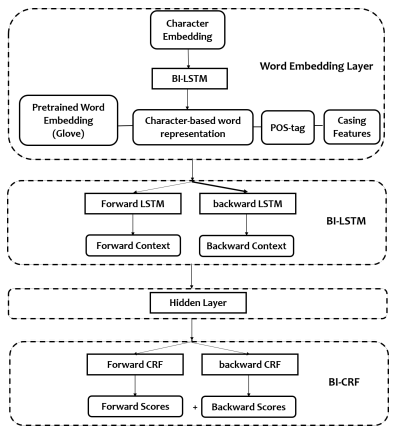 Character
Embedding
BI-LSTM
Word Embedding Layer
Pretrained Word
Embedding
(Glove)
Character-based word
representation
POS-tag
Casing
Features
Forward LSTM
backward LSTM
BI-LSTM
Forward Context
Backward Context
Hidden Layer
Forward CRF
backward CRF
BI-CRF
Forward Scores
+
Backward Scores